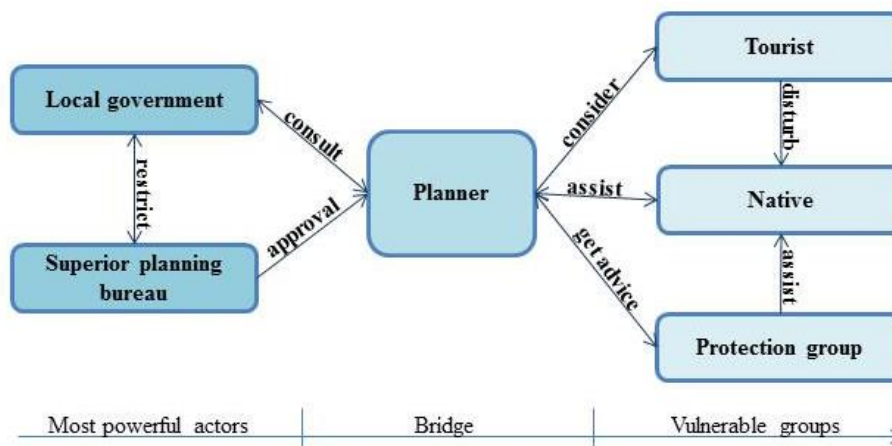 Tourist
Local government
consider
disturb
consult
restrict
Planner
assist
Native
approval
get advice
Superior planning
bureau
assist
Protection group
Most powerful actors
Bridge
Vulnerable groups